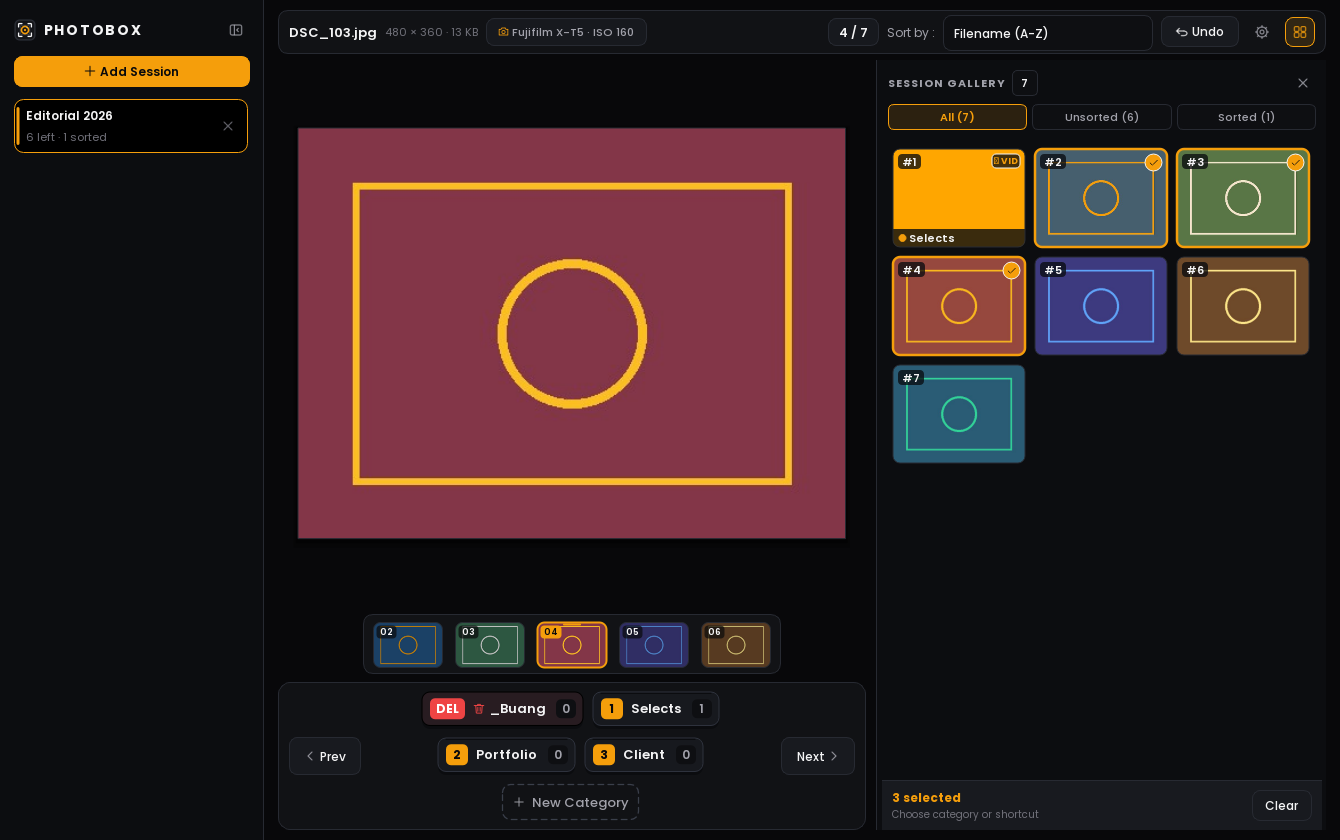 PHOTOBOX
Add Session
Editorial 2026
6 left · 1 sorted
DSC_103.jpg 480 × 360 · 13 KB Fujifilm X-T5 · ISO 160
4 / 7 Sort by : Filename (A-Z) Undo
02 03 04 05 06
DEL _Buang 0 1 Selects 1
Prev 2 Portfolio 0 3 Client 0 Next
New Category
SESSION GALLERY 7
All (7) Unsorted (6) Sorted (1)
#1 VID #2 #3
Selects
#4 #5 #6
#7
3 selected
Choose category or shortcut
Clear